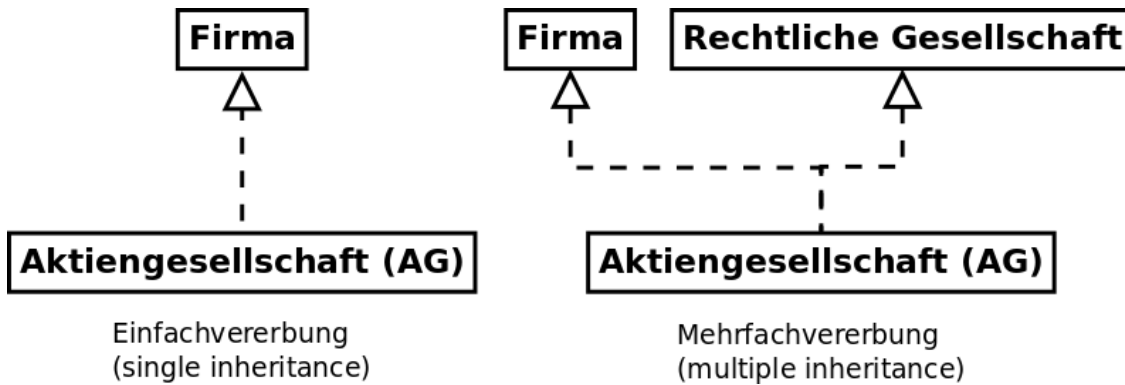 Firma
Aktiengesellschaft (AG)
Einfachvererbung
(single inheritance)
Firma
Rechtliche Gesellschaft
Aktiengesellschaft (AG)
Mehrfachvererbung
(multiple inheritance)